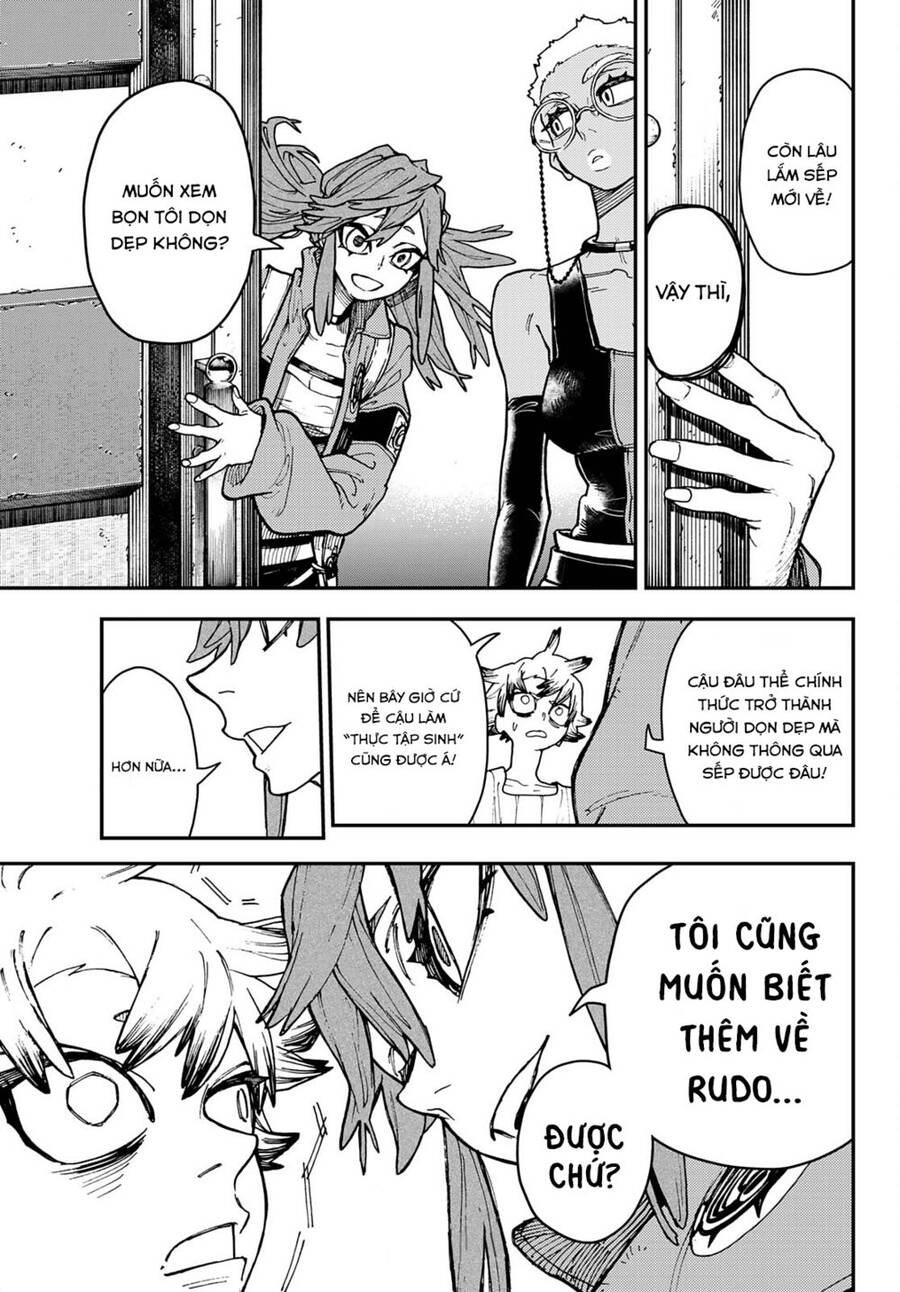 CÒN LÂU
LẮM SẾP
MỚI VỀ!
VẬY THÌ,
MUỐN XEM
BỌN TÔI DỌN
DẸP KHÔNG?
CẬU ĐÂU THỂ CHÍNH
THỨC TRỞ THÀNH
NGƯỜI DỌN DẸP MÀ
KHÔNG THÔNG QUA
SẾP ĐƯỢC ĐÂU!
NÊN BÂY GIỜ CỨ
ĐỂ CẬU LÀM
“THỰC TẬP SINH”
CŨNG ĐƯỢC Á!
HƠN NỮA...
TÔI CŨNG
MUỐN BIẾT
THÊM VỀ
RUDO...
ĐƯỢC
CHỨ?